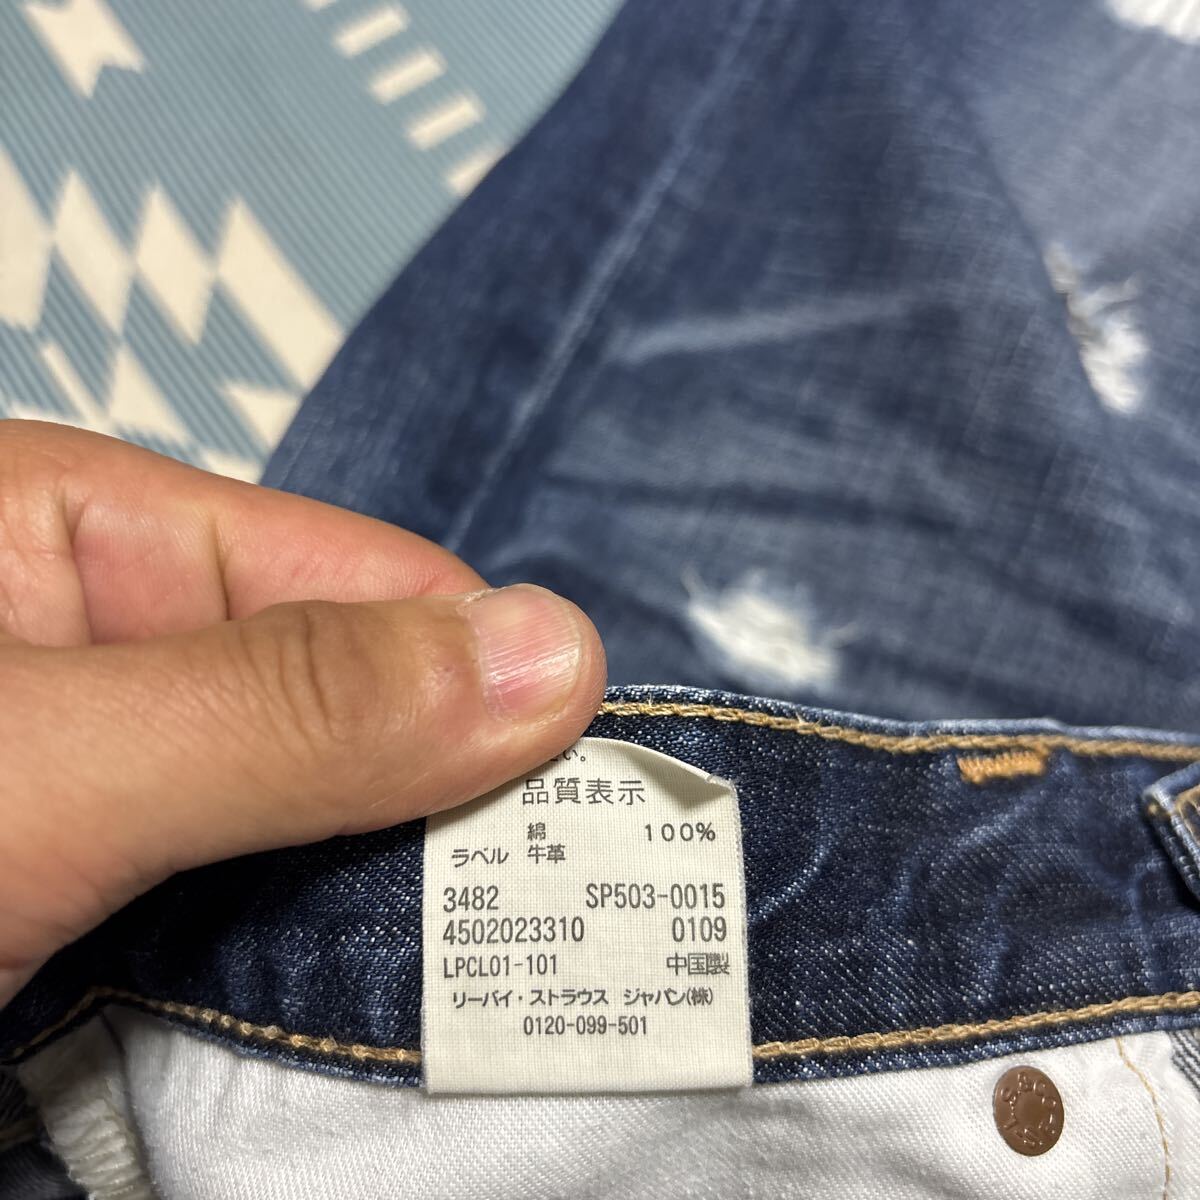 い。
品質表示
綿 100%
ラベル 牛革
3482 SP503-0015
4502023310 0109
LPCL01-101 中国製
リーバイ・ストラウス ジャパン(株)
0120-099-501